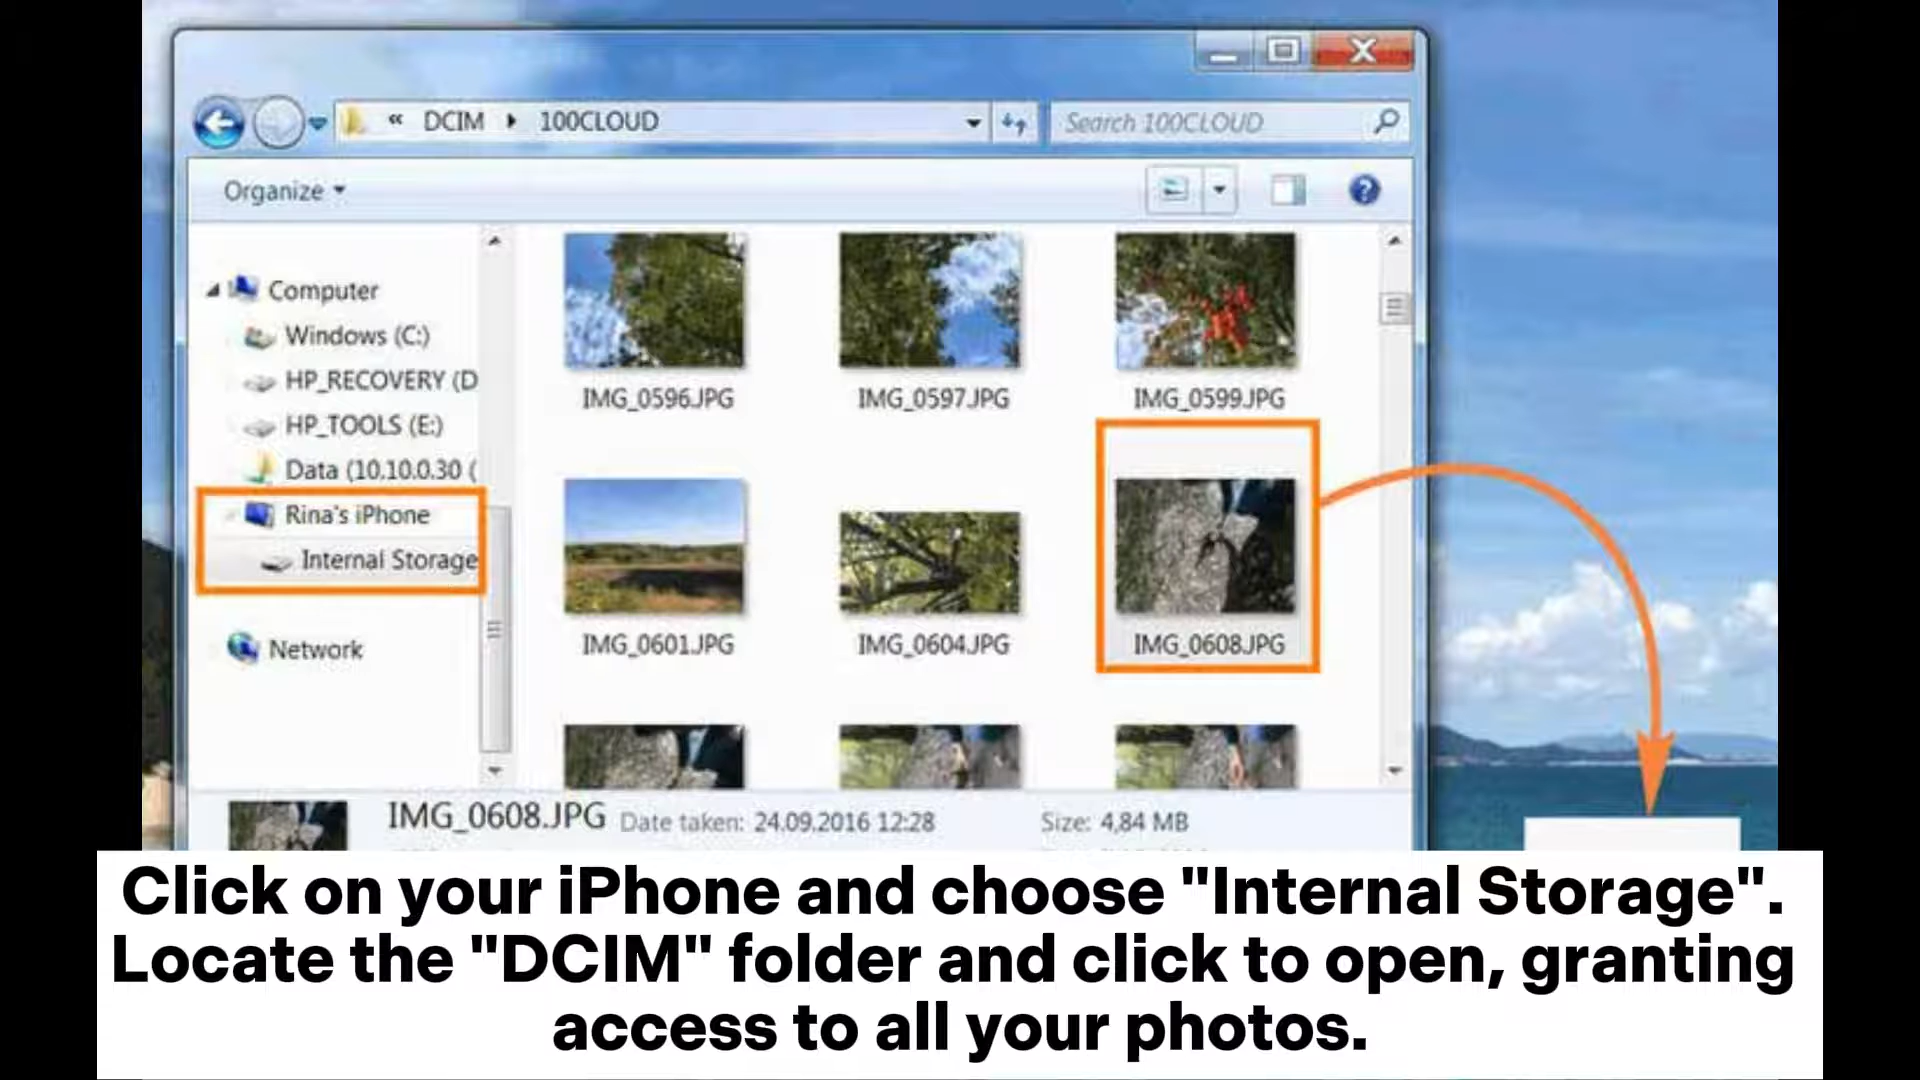 « DCIM 100CLOUD
Search 100CLOUD
Organize
Computer
Windows (C:)
HP_RECOVERY (D
HP_TOOLS (E:)
Data (10.10.0.30 (
Rina's iPhone
Internal Storage
Network
IMG_0596.JPG IMG_0597.JPG IMG_0599.JPG
IMG_0601.JPG IMG_0604.JPG IMG_0608.JPG
IMG_0608.JPG Date taken: 24.09.2016 12:28 Size: 4,84 MB
Click on your iPhone and choose "Internal Storage".
Locate the "DCIM" folder and click to open, granting
access to all your photos.